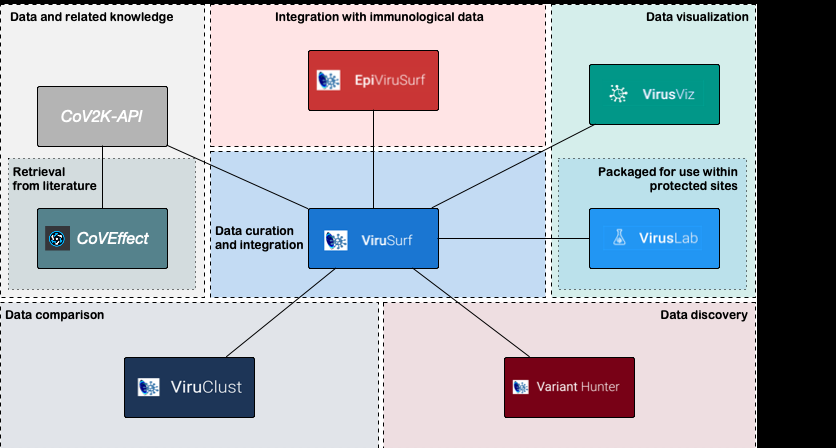 Data and related knowledge
Integration with immunological data
Data visualization
EpiViruSurf
VirusViz
CoV2K-API
Retrieval
from literature
Packaged for use within
protected sites
CoVEffect
Data curation
and integration
ViruSurf
VirusLab
Data comparison
Data discovery
ViruClust
Variant Hunter